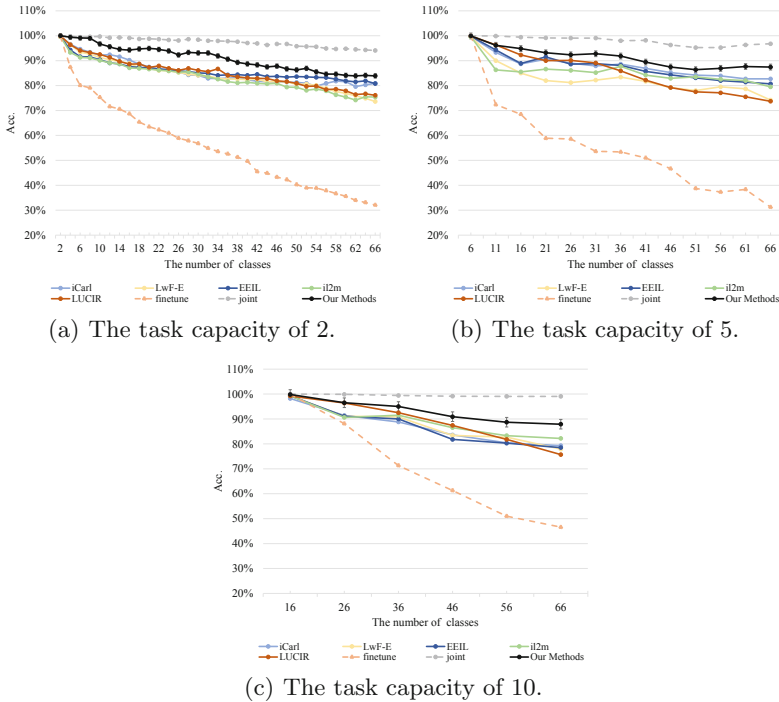 110%
100%
90%
80%
70%
60%
50%
40%
30%
20%
Acc.
2 6 10 14 18 22 26 30 34 38 42 46 50 54 58 62 66
The number of classes
iCarl LwF-E EEIL il2m
LUCIR finetune joint Our Methods
(a) The task capacity of 2.
110%
100%
90%
80%
70%
60%
50%
40%
30%
20%
Acc.
6 11 16 21 26 31 36 41 46 51 56 61 66
The number of classes
iCarl LwF-E EEIL il2m
LUCIR finetune joint Our Methods
(b) The task capacity of 5.
110%
100%
90%
80%
70%
60%
50%
40%
30%
20%
Acc.
16 26 36 46 56 66
The number of classes
iCarl LwF-E EEIL il2m
LUCIR finetune joint Our Methods
(c) The task capacity of 10.